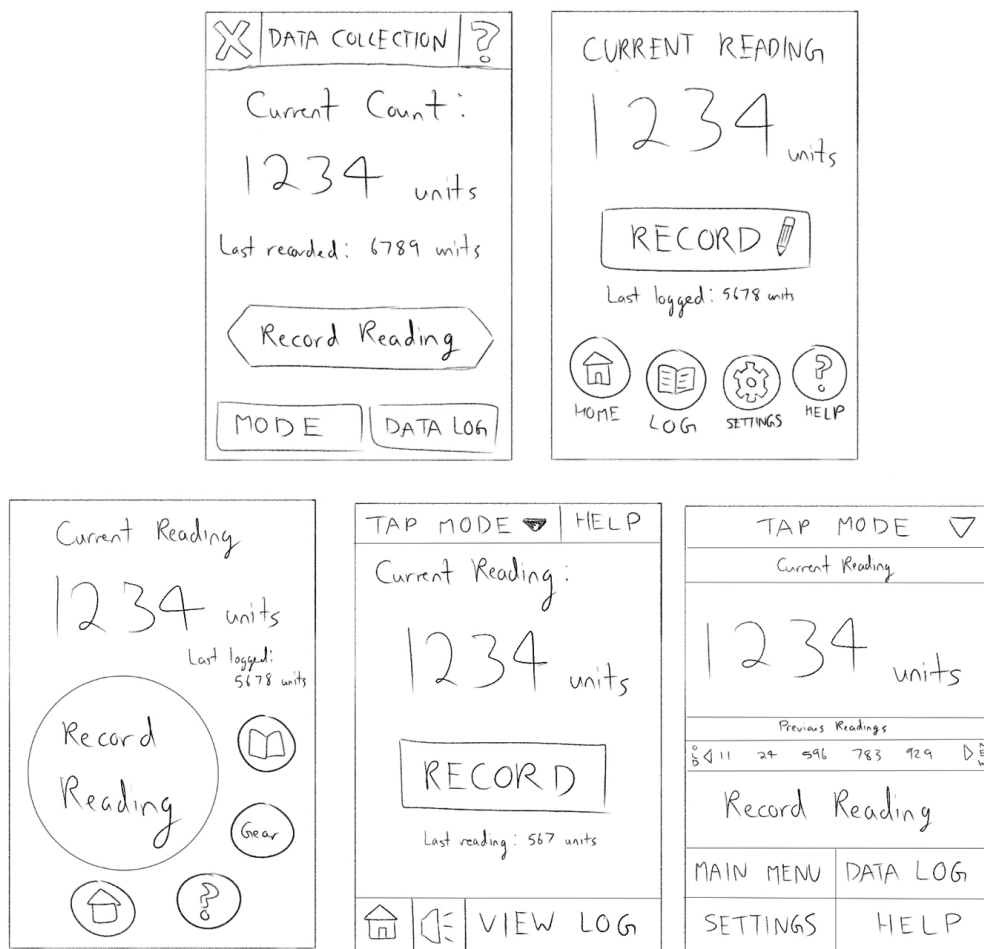 DATA COLLECTION ?
Current Count:
1234 units
Last recorded: 6789 units
Record Reading
MODE
DATA LOG
CURRENT READING
1234 units
RECORD
Last logged: 5678 units
?
HOME
LOG
SETTINGS
HELP
Current Reading
1234 units
Last logged:
5678 units
Record
Reading
Gear
?
TAP MODE
HELP
Current Reading:
1234 units
RECORD
Last reading: 567 units
VIEW LOG
TAP MODE
Current Reading
1234 units
Previous Readings
OLD 11 24 596 783 929 NEW
Record Reading
MAIN MENU
DATA LOG
SETTINGS
HELP